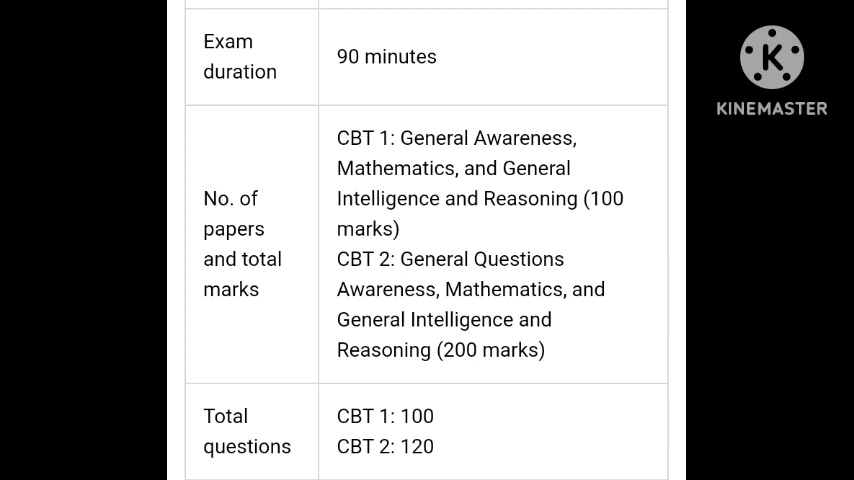 Exam
duration
90 minutes
No. of
papers
and total
marks
CBT 1: General Awareness,
Mathematics, and General
Intelligence and Reasoning (100
marks)
CBT 2: General Questions
Awareness, Mathematics, and
General Intelligence and
Reasoning (200 marks)
Total
questions
CBT 1: 100
CBT 2: 120
K
KINEMASTER